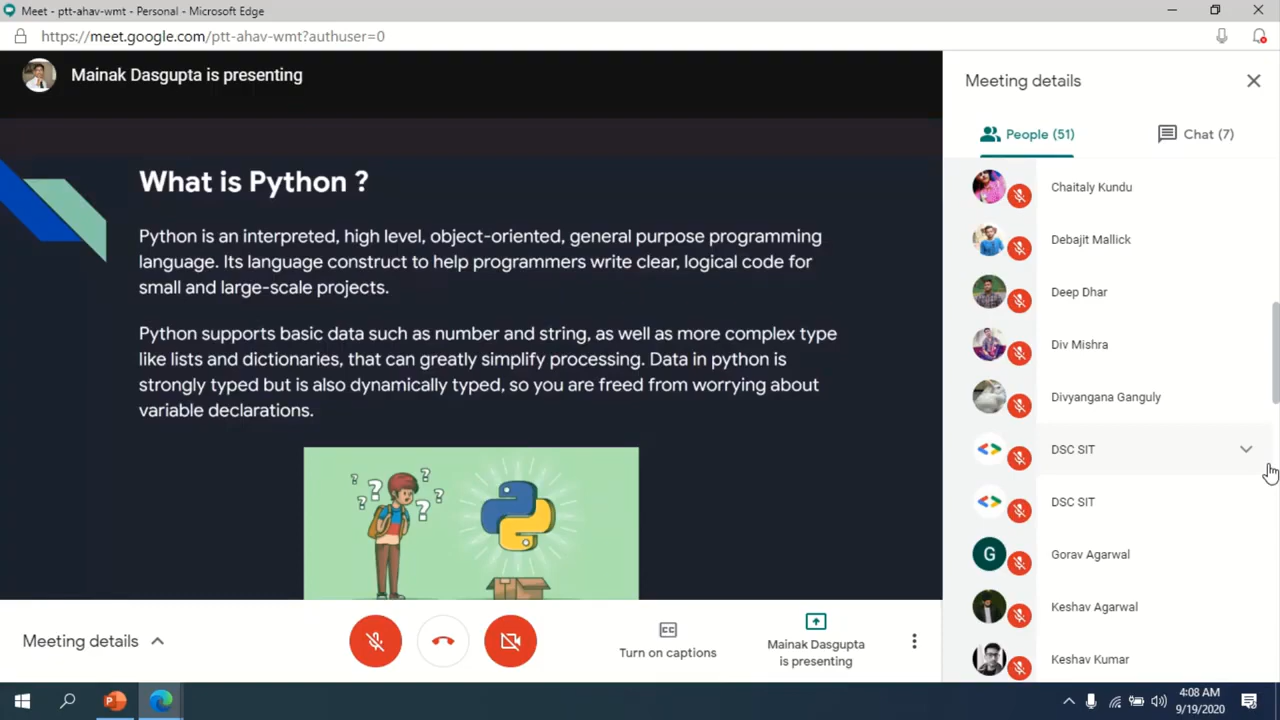 Meet - ptt-ahav-wmt - Personal - Microsoft Edge
https://meet.google.com/ptt-ahav-wmt?authuser=0
Mainak Dasgupta is presenting
What is Python ?
Python is an interpreted, high level, object-oriented, general purpose programming
language. Its language construct to help programmers write clear, logical code for
small and large-scale projects.
Python supports basic data such as number and string, as well as more complex type
like lists and dictionaries, that can greatly simplify processing. Data in python is
strongly typed but is also dynamically typed, so you are freed from worrying about
variable declarations.
? ? ? ? ? ?
Meeting details
People (51)
Chat (7)
Chaitaly Kundu
Debajit Mallick
Deep Dhar
Div Mishra
Divyangana Ganguly
DSC SIT
DSC SIT
G
Gorav Agarwal
Keshav Agarwal
Keshav Kumar
Meeting details
CC
Turn on captions
Mainak Dasgupta
is presenting
P
4:08 AM
9/19/2020